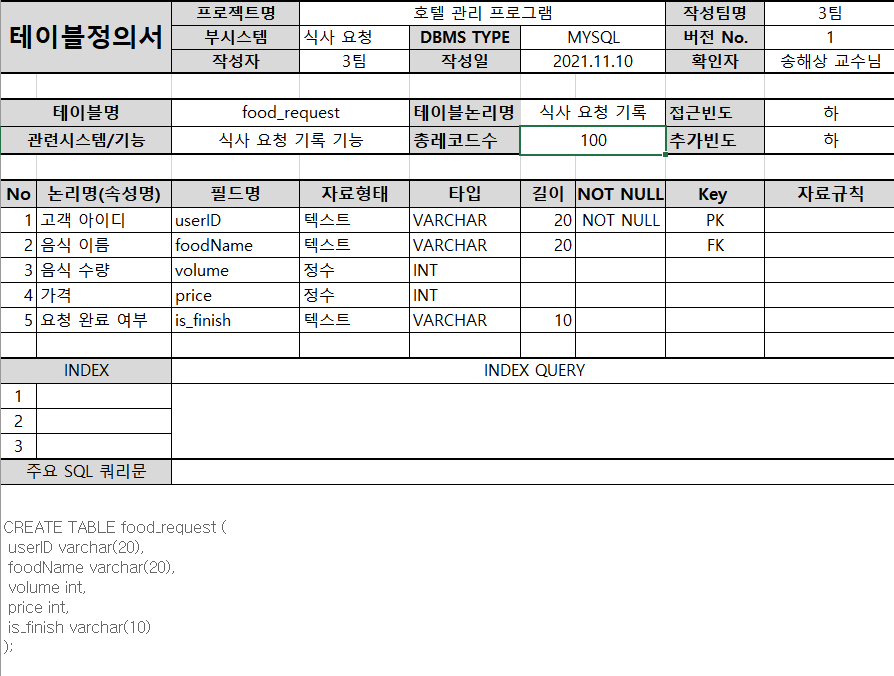 테이블정의서 프로젝트명 호텔 관리 프로그램 작성팀명 3팀
부시스템 식사 요청 DBMS TYPE MYSQL 버전 No. 1
작성자 3팀 작성일 2021.11.10 확인자 송해상 교수님
테이블명 food_request 테이블논리명 식사 요청 기록 접근빈도 하
관련시스템/기능 식사 요청 기록 기능 총레코드수 100 추가빈도 하
No 논리명(속성명) 필드명 자료형태 타입 길이 NOT NULL Key 자료규칙
1 고객 아이디 userID 텍스트 VARCHAR 20 NOT NULL PK
2 음식 이름 foodName 텍스트 VARCHAR 20 FK
3 음식 수량 volume 정수 INT
4 가격 price 정수 INT
5 요청 완료 여부 is_finish 텍스트 VARCHAR 10
INDEX INDEX QUERY
1
2
3
주요 SQL 쿼리문
CREATE TABLE food_request (
userID varchar(20),
foodName varchar(20),
volume int,
price int,
is_finish varchar(10)
);